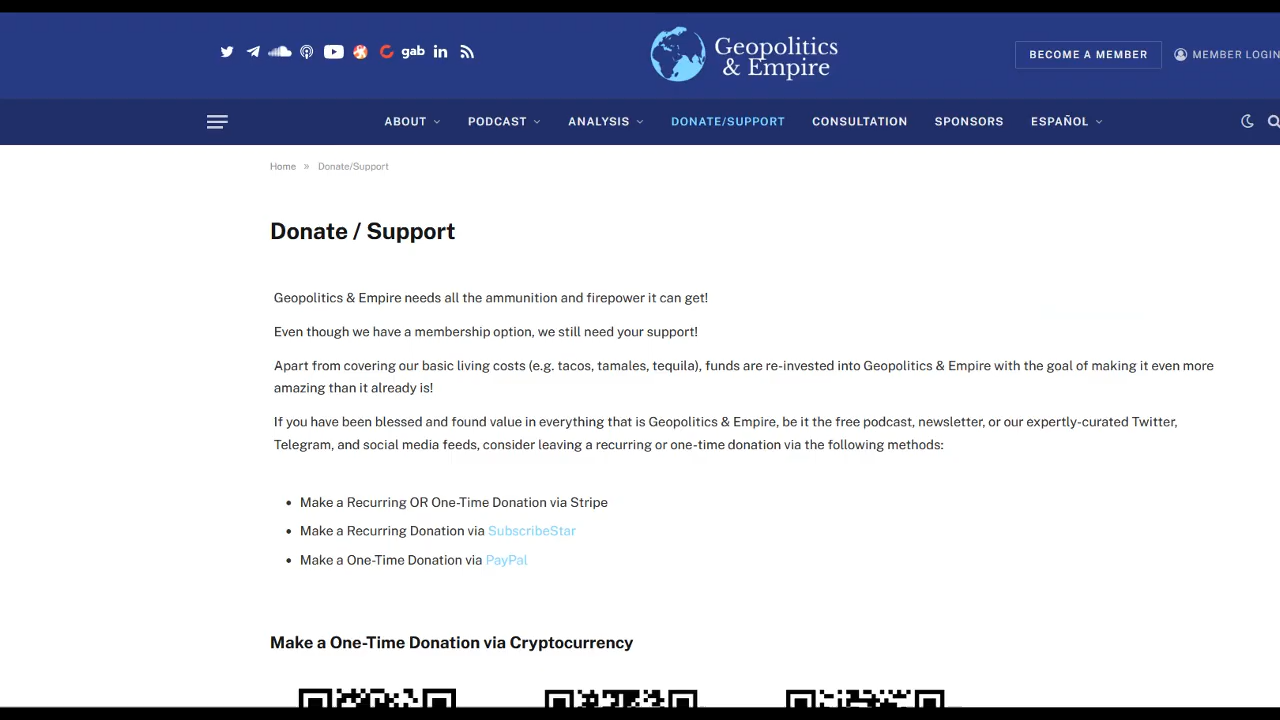 gab
Geopolitics
& Empire
BECOME A MEMBER
MEMBER LOGIN
ABOUT
PODCAST
ANALYSIS
DONATE/SUPPORT
CONSULTATION
SPONSORS
ESPAÑOL
Home » Donate/Support
Donate / Support
Geopolitics & Empire needs all the ammunition and firepower it can get!
Even though we have a membership option, we still need your support!
Apart from covering our basic living costs (e.g. tacos, tamales, tequila), funds are re-invested into Geopolitics & Empire with the goal of making it even more
amazing than it already is!
If you have been blessed and found value in everything that is Geopolitics & Empire, be it the free podcast, newsletter, or our expertly-curated Twitter,
Telegram, and social media feeds, consider leaving a recurring or one-time donation via the following methods:
• Make a Recurring OR One-Time Donation via Stripe
• Make a Recurring Donation via SubscribeStar
• Make a One-Time Donation via PayPal
Make a One-Time Donation via Cryptocurrency